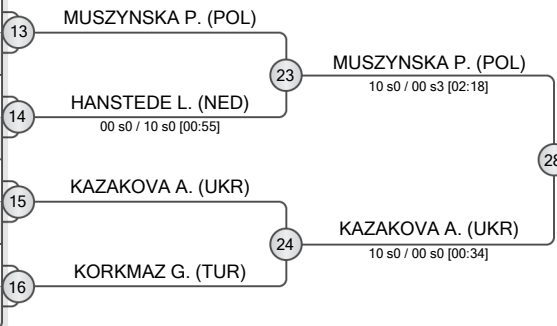 MUSZYNSKA P. (POL)
13
23
MUSZYNSKA P. (POL)
10 s0 / 00 s3 [02:18]
HANSTEDE L. (NED)
14
00 s0 / 10 s0 [00:55]
28
KAZAKOVA A. (UKR)
15
24
KAZAKOVA A. (UKR)
10 s0 / 00 s0 [00:34]
KORKMAZ G. (TUR)
16